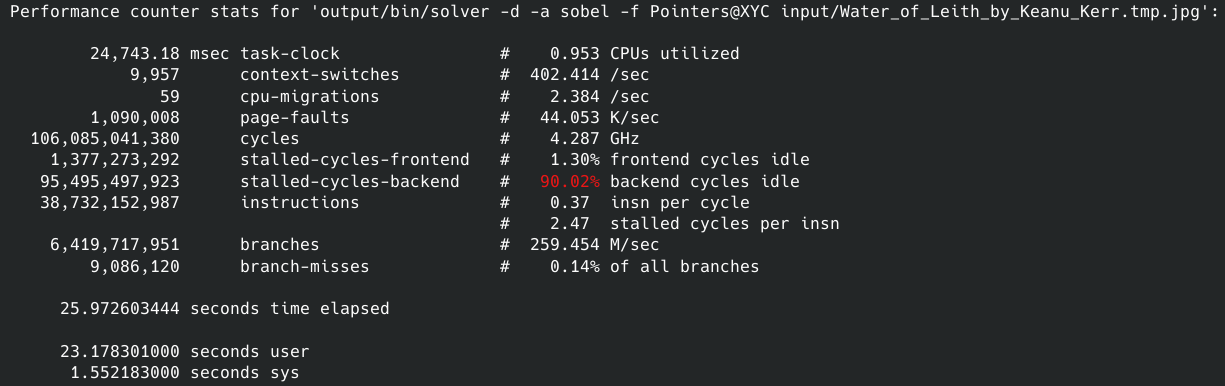 Performance counter stats for 'output/bin/solver -d -a sobel -f Pointers@XYC input/Water_of_Leith_by_Keanu_Kerr.tmp.jpg':
24,743.18 msec task-clock # 0.953 CPUs utilized
9,957 context-switches # 402.414 /sec
59 cpu-migrations # 2.384 /sec
1,090,008 page-faults # 44.053 K/sec
106,085,041,380 cycles # 4.287 GHz
1,377,273,292 stalled-cycles-frontend # 1.30% frontend cycles idle
95,495,497,923 stalled-cycles-backend # 90.02% backend cycles idle
38,732,152,987 instructions # 0.37 insn per cycle
# 2.47 stalled cycles per insn
6,419,717,951 branches # 259.454 M/sec
9,086,120 branch-misses # 0.14% of all branches
25.972603444 seconds time elapsed
23.178301000 seconds user
1.552183000 seconds sys